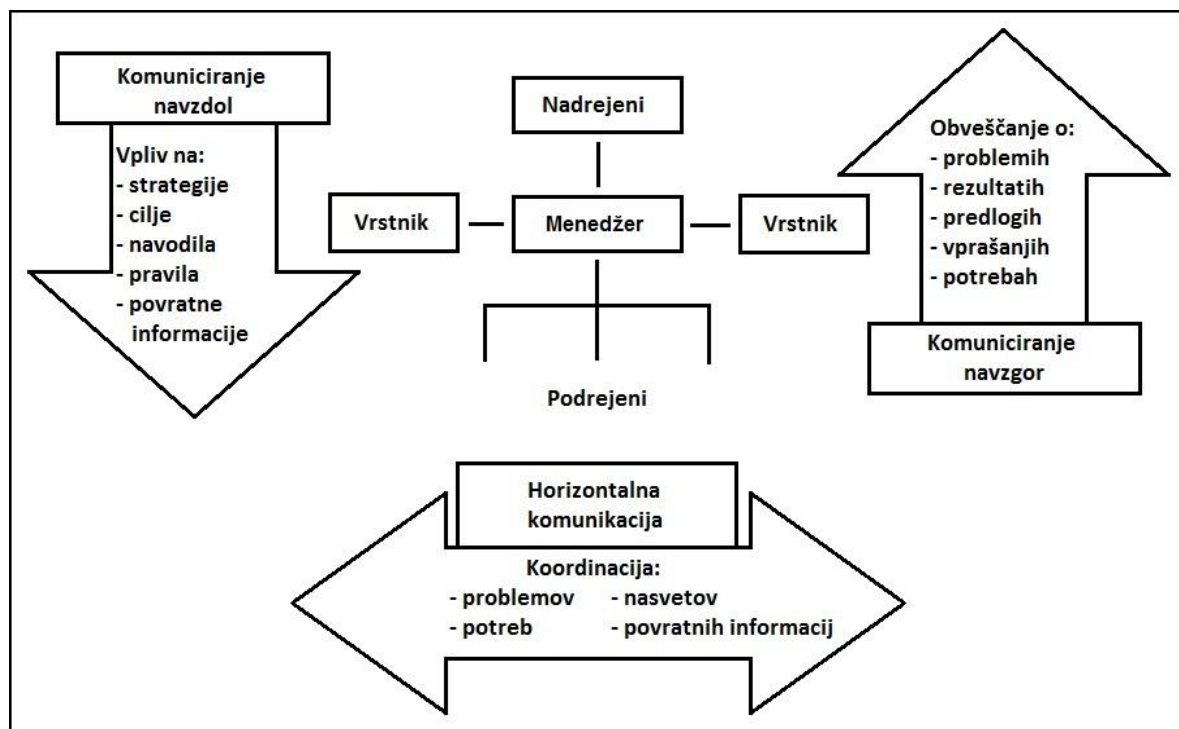 Komuniciranje
navzdol
Vpliv na:
- strategije
- cilje
- navodila
- pravila
- povratne
informacije
Nadrejeni
Vrstnik
Menedžer
Vrstnik
Podrejeni
Obveščanje o:
- problemih
- rezultatih
- predlogih
- vprašanjih
- potrebah
Komuniciranje
navzgor
Horizontalna
komunikacija
Koordinacija:
- problemov - nasvetov
- potreb - povratnih informacij